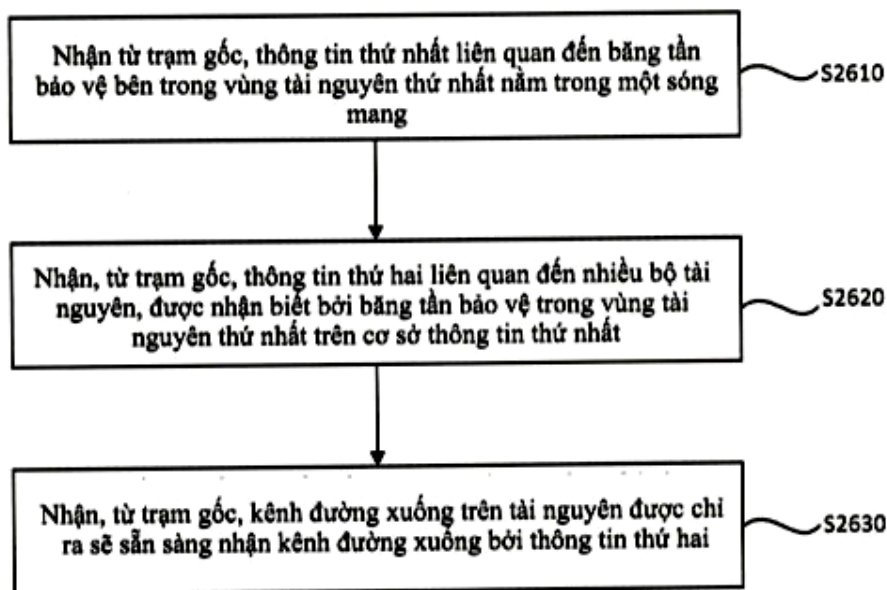 Nhận từ trạm gốc, thông tin thứ nhất liên quan đến băng tần
bảo vệ bên trong vùng tài nguyên thứ nhất nằm trong một sóng
mang
S2610
Nhận, từ trạm gốc, thông tin thứ hai liên quan đến nhiều bộ tài
nguyên, được nhận biết bởi băng tần bảo vệ trong vùng tài
nguyên thứ nhất trên cơ sở thông tin thứ nhất
S2620
Nhận, từ trạm gốc, kênh đường xuống trên tài nguyên được chỉ
ra sẽ sẵn sàng nhận kênh đường xuống bởi thông tin thứ hai
S2630